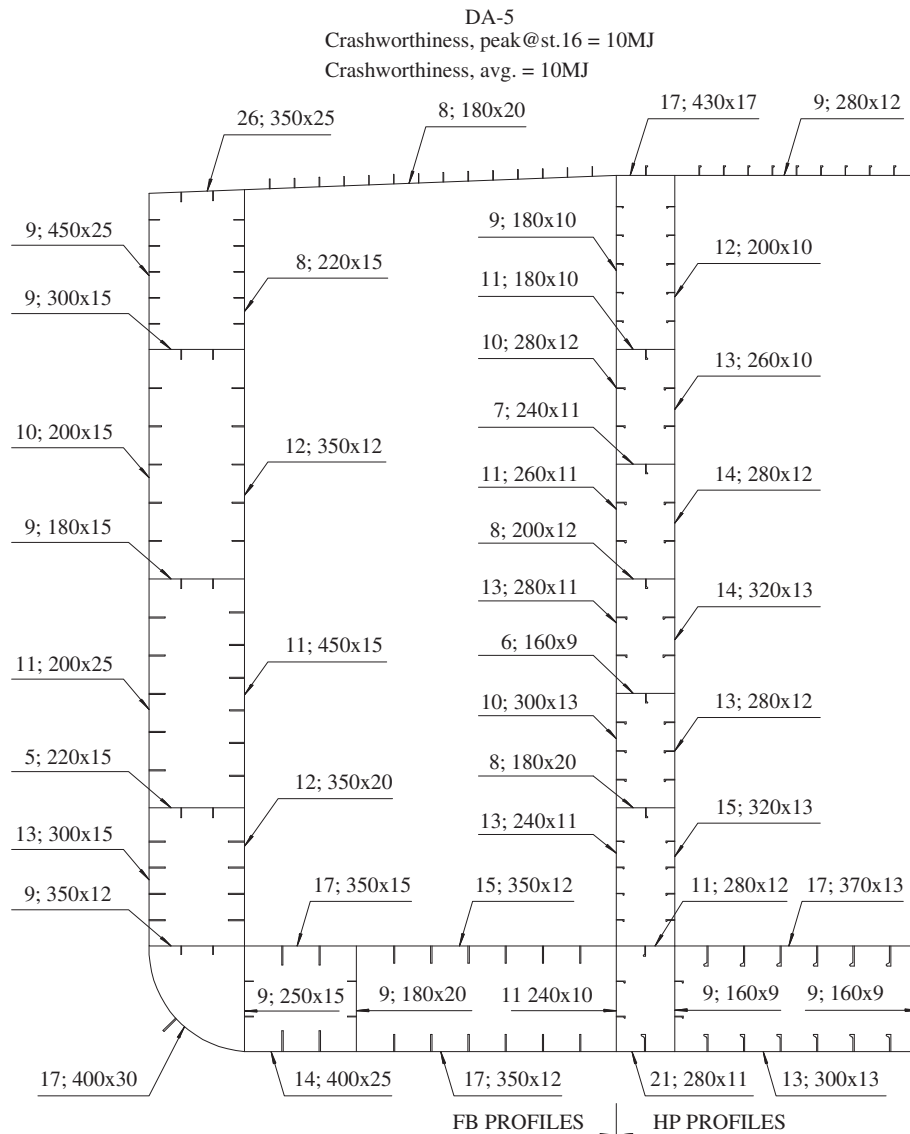 DA-5
Crashworthiness, peak@st.16 = 10MJ
Crashworthiness, avg. = 10MJ
26; 350x25
8; 180x20
17; 430x17
9; 280x12
9; 450x25
8; 220x15
9; 180x10
12; 200x10
9; 300x15
11; 180x10
10; 280x12
13; 260x10
7; 240x11
10; 200x15
12; 350x12
11; 260x11
14; 280x12
9; 180x15
8; 200x12
13; 280x11
14; 320x13
11; 200x25
11; 450x15
6; 160x9
10; 300x13
13; 280x12
5; 220x15
12; 350x20
8; 180x20
13; 300x15
13; 240x11
15; 320x13
9; 350x12
17; 350x15
15; 350x12
11; 280x12
17; 370x13
9; 250x15
9; 180x20
11 240x10
9; 160x9
9; 160x9
17; 400x30
14; 400x25
17; 350x12
21; 280x11
13; 300x13
FB PROFILES
HP PROFILES